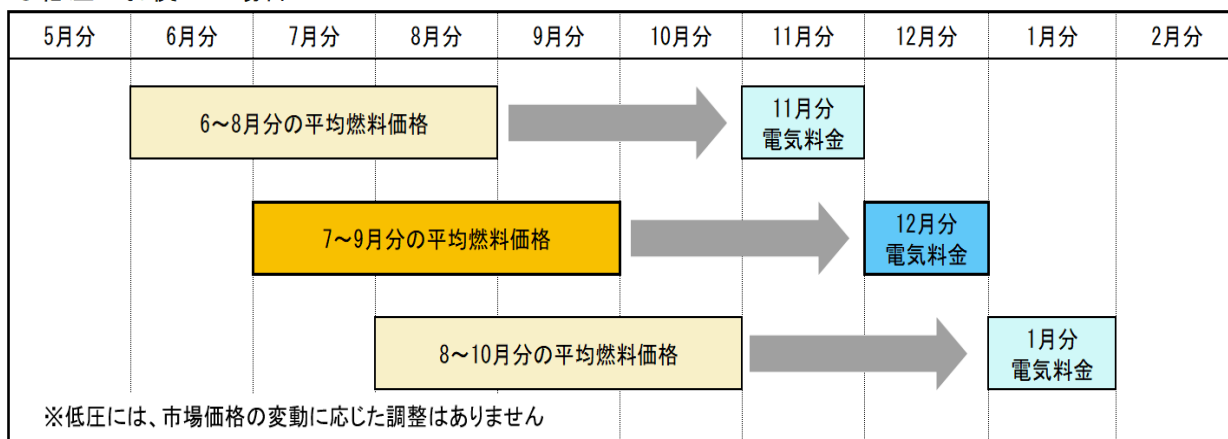 5月分 6月分 7月分 8月分 9月分 10月分 11月分 12月分 1月分 2月分
6～8月分の平均燃料価格
11月分
電気料金
7～9月分の平均燃料価格
12月分
電気料金
8～10月分の平均燃料価格
1月分
電気料金
※低圧には、市場価格の変動に応じた調整はありません